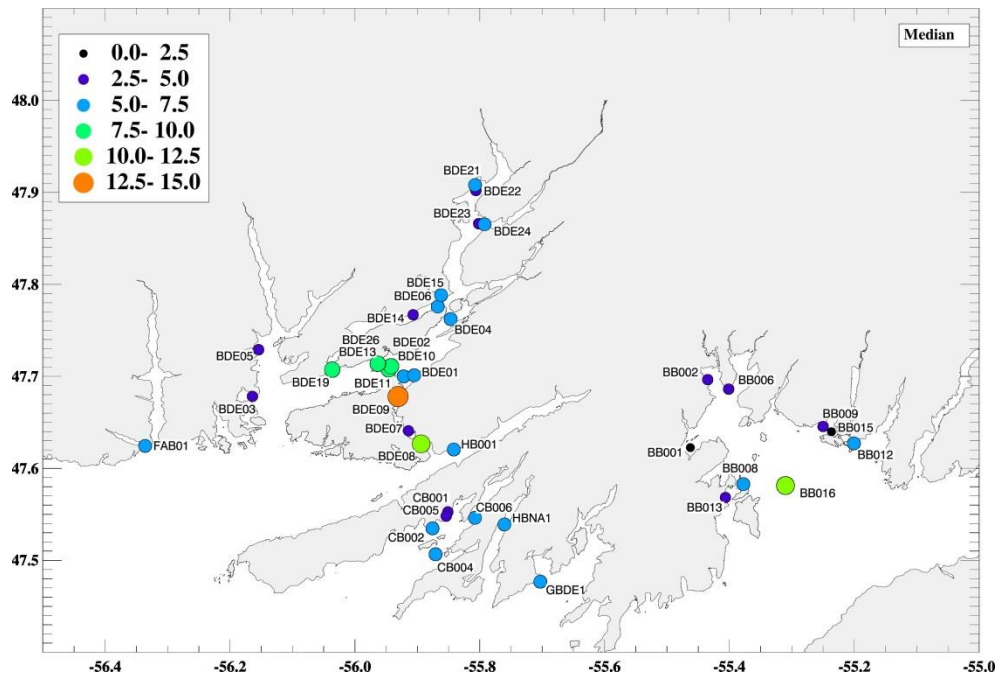 Median
0.0- 2.5
2.5- 5.0
5.0- 7.5
7.5- 10.0
10.0- 12.5
12.5- 15.0
48.0
47.9
47.8
47.7
47.6
47.5
BDE21
BDE22
BDE23
BDE24
BDE15
BDE06
BDE14
BDE04
BDE26
BDE02
BDE13
BDE10
BDE05
BDE19
BDE11
BDE01
BDE03
BDE09
BDE07
FAB01
BDE08
HB001
BB002
BB006
BB009
BB015
BB001
BB012
BB008
BB016
BB013
CB001
CB005
CB006
HBNA1
CB002
CB004
GBDE1
-56.4
-56.2
-56.0
-55.8
-55.6
-55.4
-55.2
-55.0